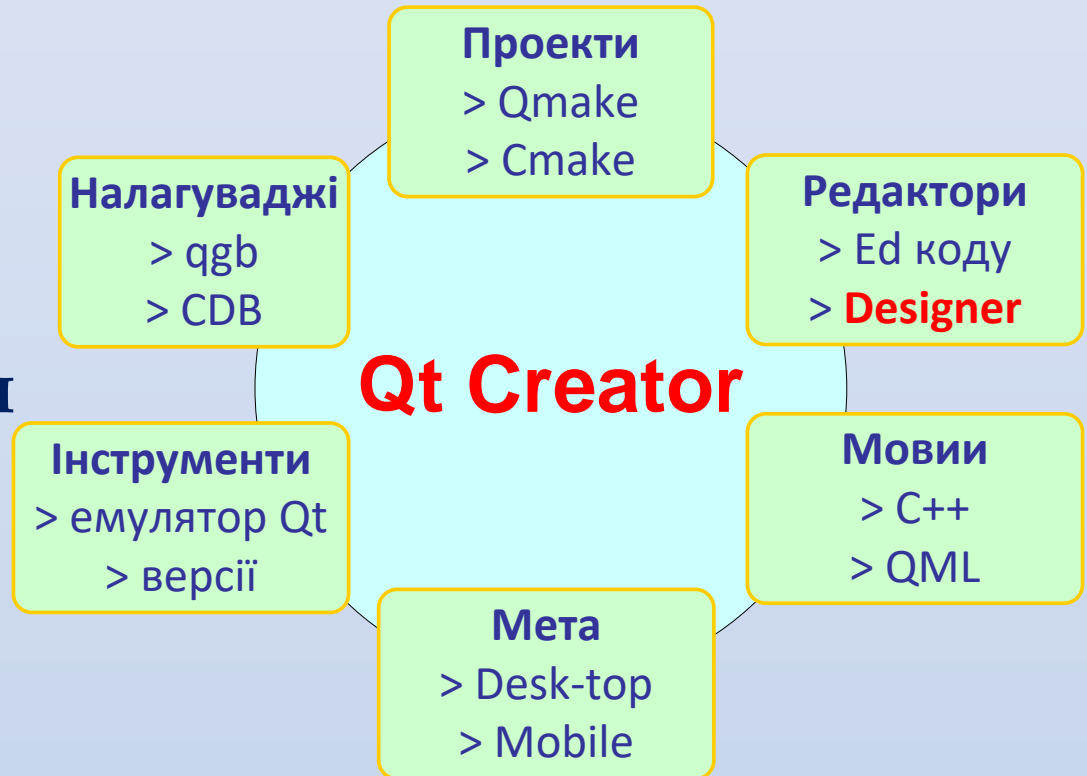 Проекти
> Qmake
> Cmake
Налагуваджі
> qgb
> CDB
Редактори
> Ed коду
> Designer
Qt Creator
Інструменти
> емулятор Qt
> версії
Мовии
> C++
> QML
Мета
> Desk-top
> Mobile